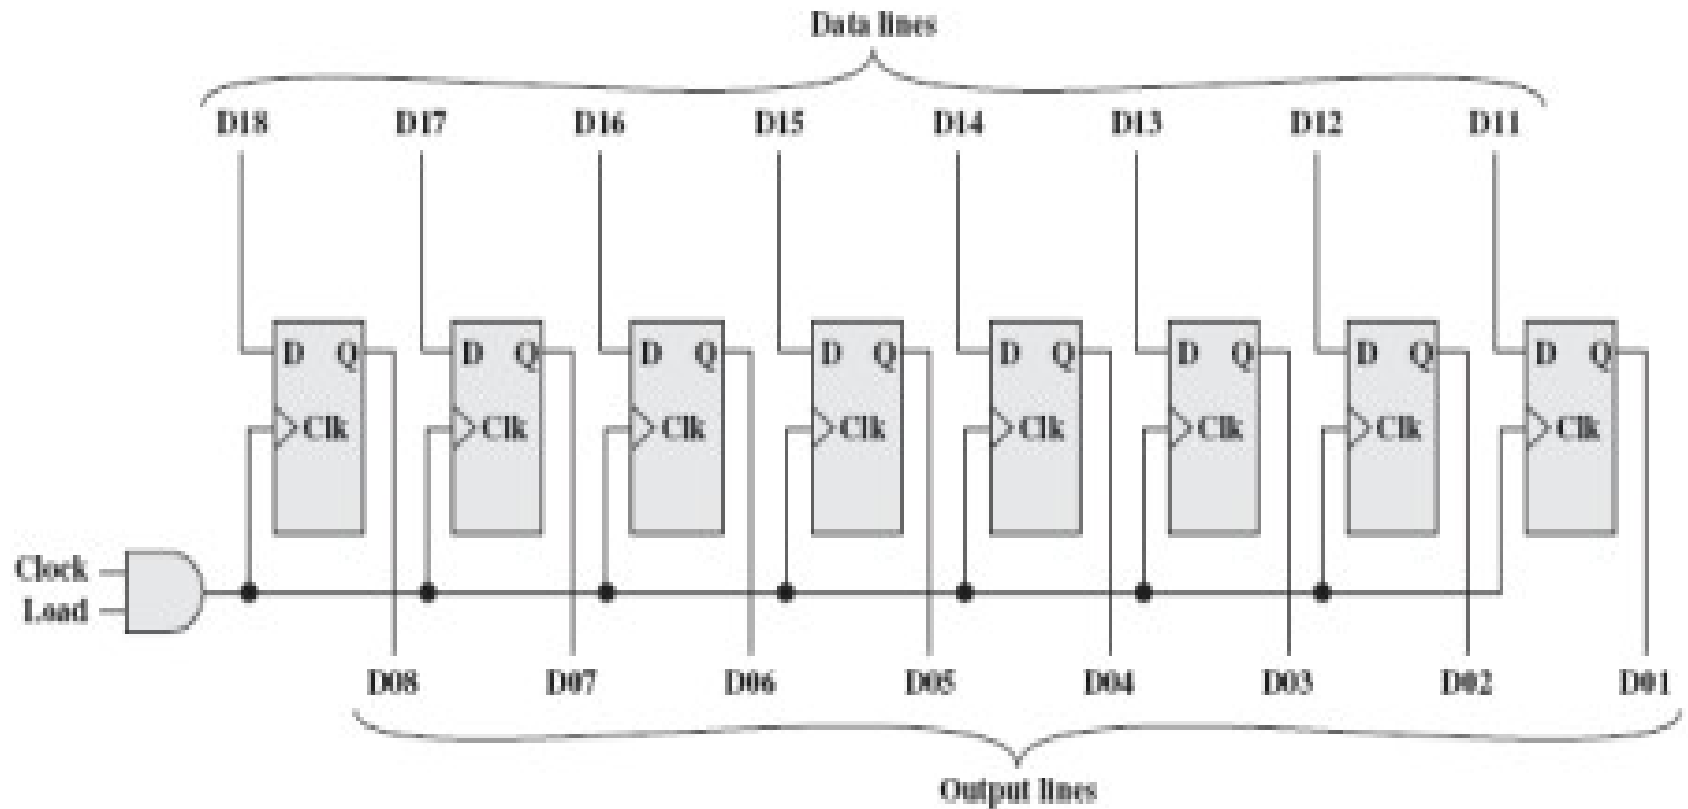 Data lines
D18 D17 D16 D15 D14 D13 D12 D11
D Q D Q D Q D Q D Q D Q D Q D Q
Clk Clk Clk Clk Clk Clk Clk Clk
Clock
Load
D08 D07 D06 D05 D04 D03 D02 D01
Output lines